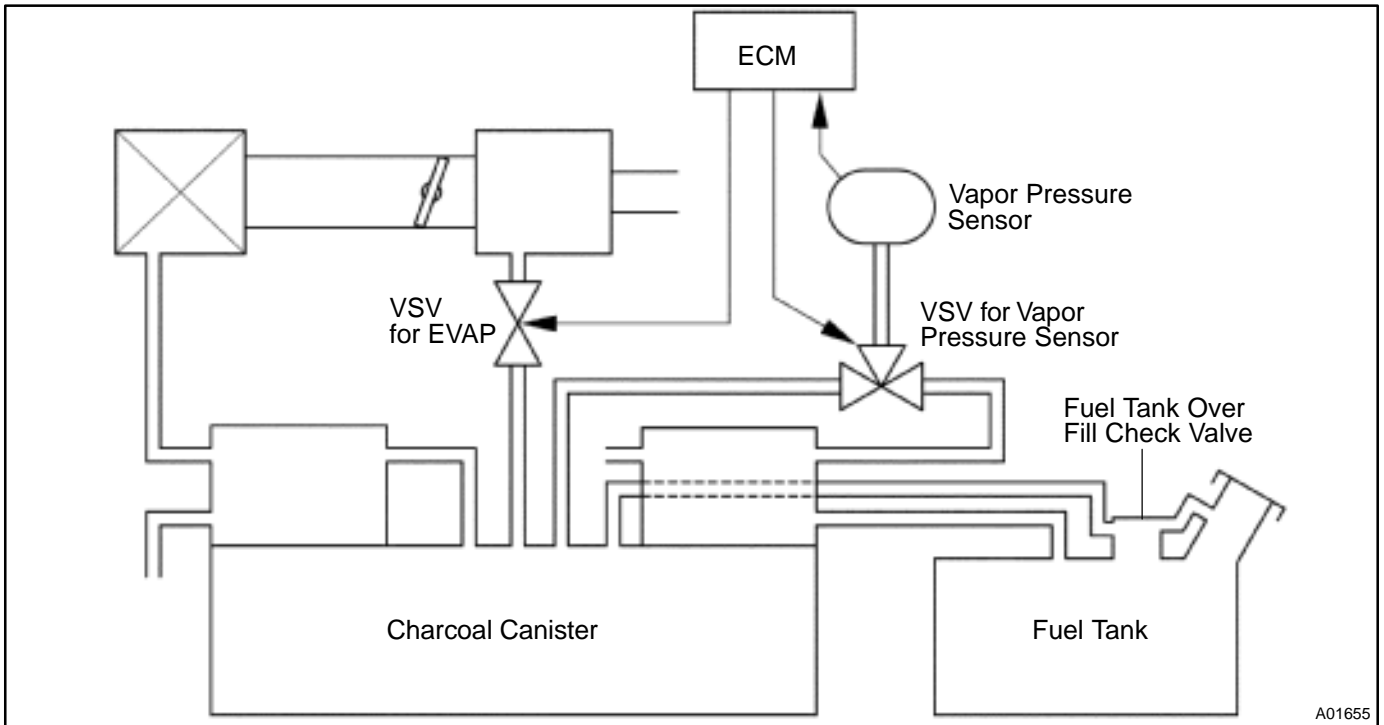 ECM
Vapor Pressure
Sensor
VSV
for EVAP
VSV for Vapor
Pressure Sensor
Fuel Tank Over
Fill Check Valve
Charcoal Canister
Fuel Tank
A01655